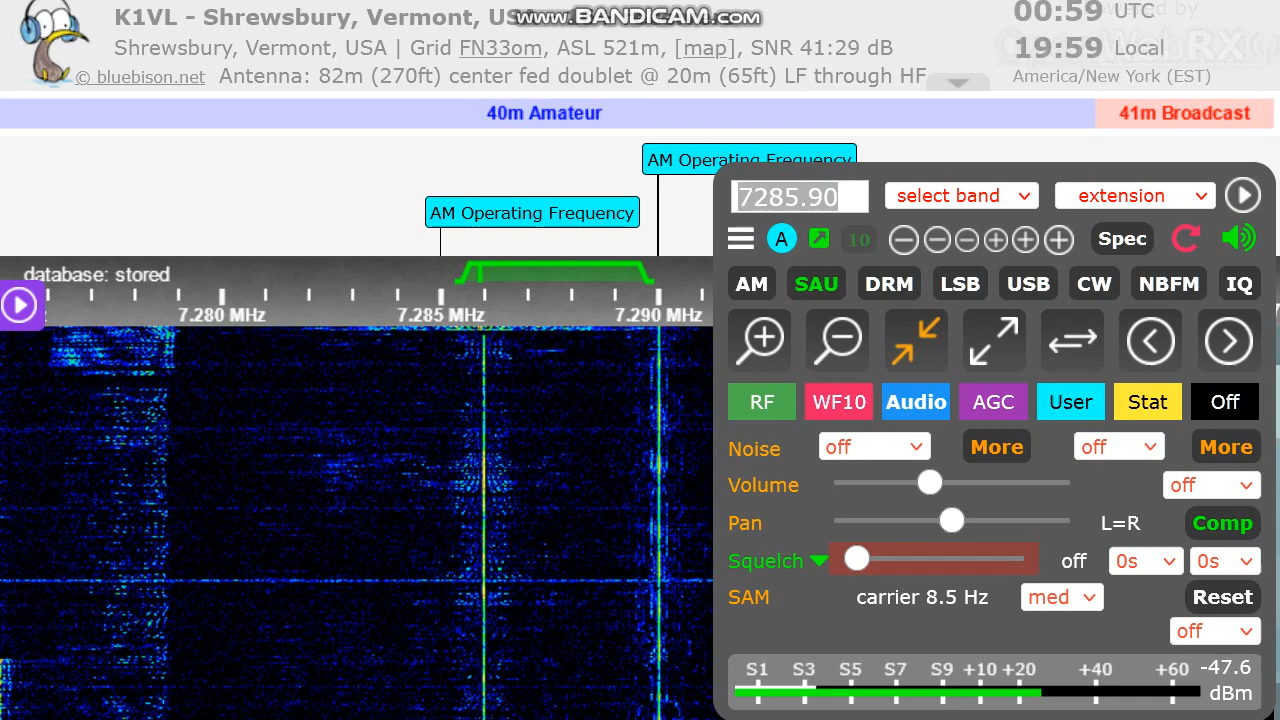 K1VL - Shrewsbury, Vermont, USA
www.BANDICAM.com
00:59 UTC
Shrewsbury, Vermont, USA | Grid FN33om, ASL 521m, [map], SNR 41:29 dB
19:59 Local
© bluebison.net Antenna: 82m (270ft) center fed doublet @ 20m (65ft) LF through HF
America/New York (EST)
40m Amateur 41m Broadcast
AM Operating Frequency
AM Operating Frequency
7285.90 select band extension
A 10 Spec
database: stored
AM SAU DRM LSB USB CW NBFM IQ
7.280 MHz 7.285 MHz 7.290 MHz
RF WF10 Audio AGC User Stat Off
Noise off More off More
Volume off
Pan L=R Comp
Squelch off 0s 0s
SAM carrier 8.5 Hz med Reset
off
S1 S3 S5 S7 S9 +10 +20 +40 +60 -47.6
dBm